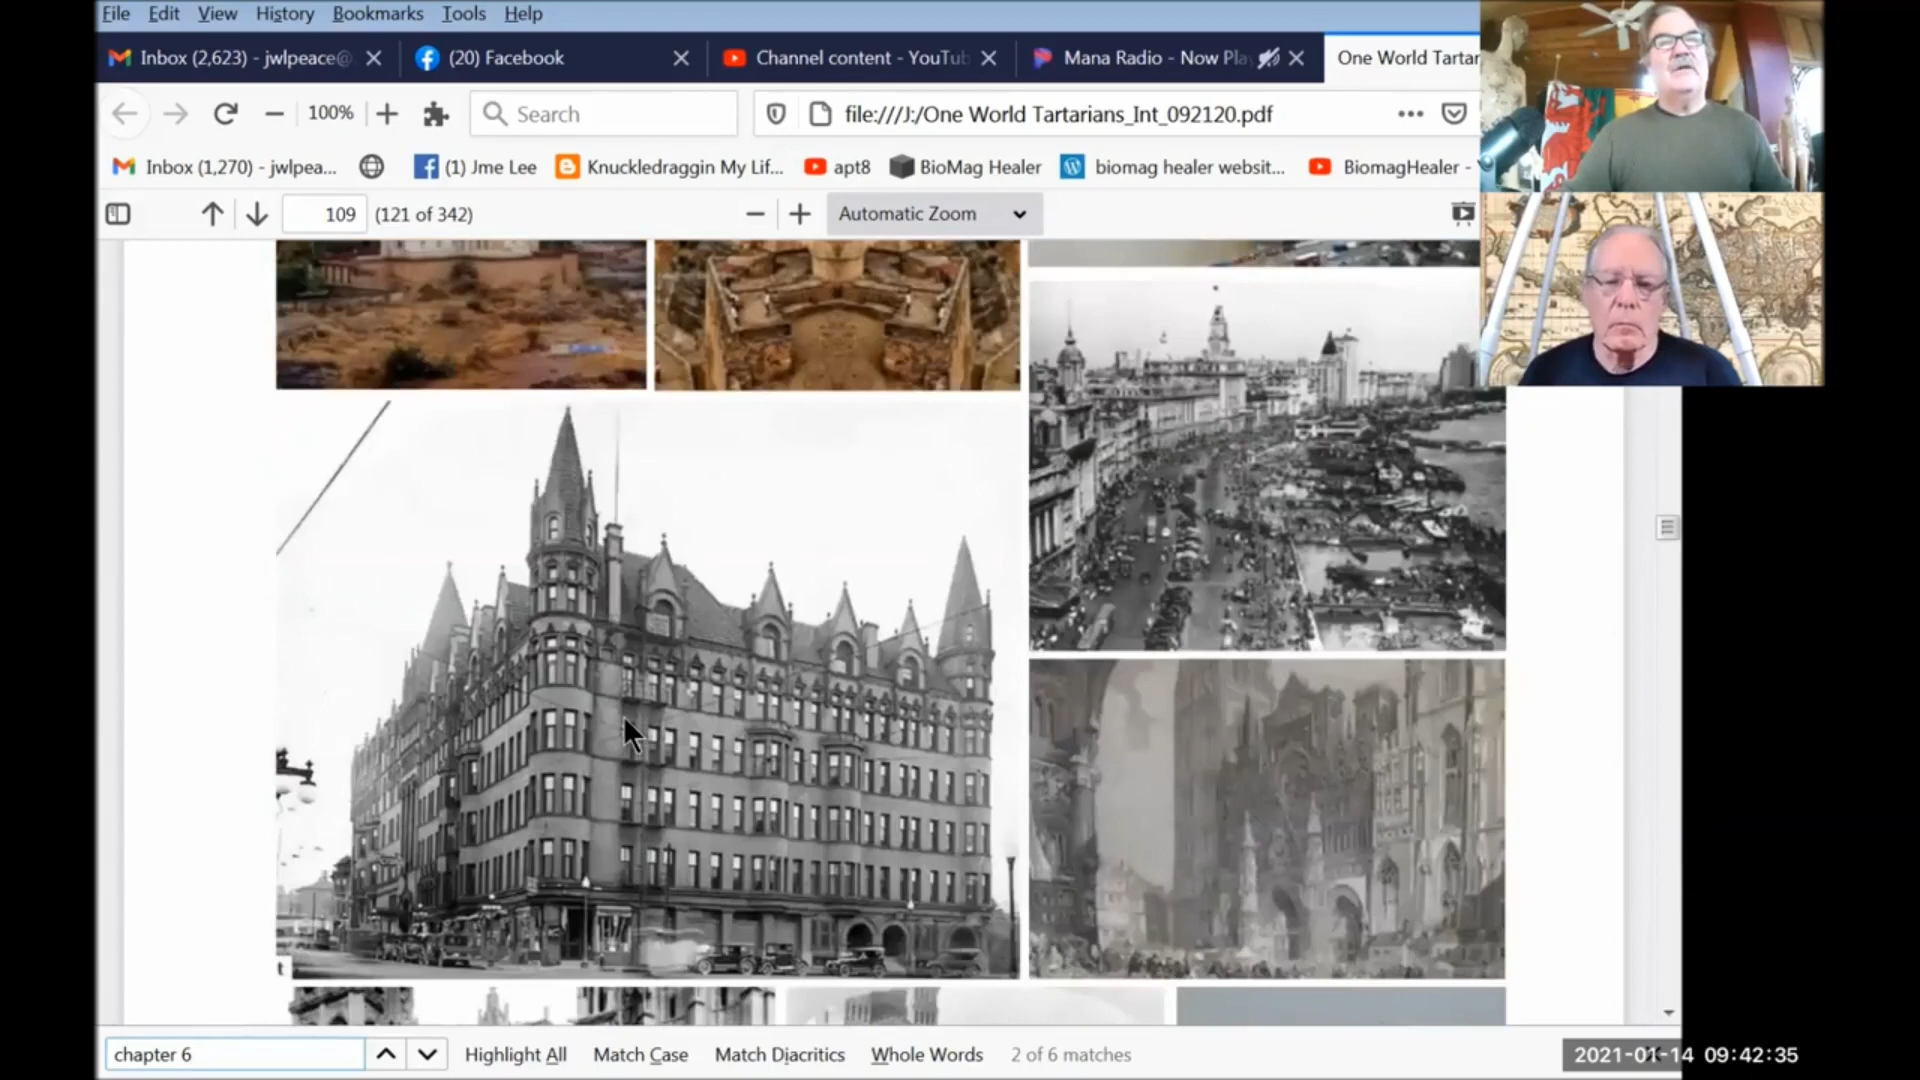 File Edit View History Bookmarks Tools Help
Inbox (2,623) - jwlpeace@ (20) Facebook Channel content - YouTub Mana Radio - Now Pla One World Tartar
100% Search file:///J:/One World Tartarians_Int_092120.pdf
Inbox (1,270) - jwlpea... (1) Jme Lee Knuckledraggin My Lif... apt8 BioMag Healer biomag healer websit... BiomagHealer -
109 (121 of 342) Automatic Zoom
t
chapter 6 Highlight All Match Case Match Diacritics Whole Words 2 of 6 matches
2021-01-14 09:42:35